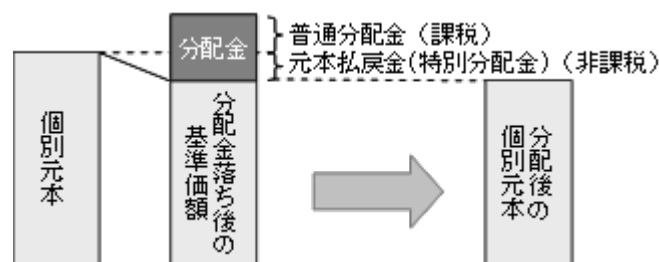 分配金
普通分配金（課税）
元本払戻金(特別分配金)（非課税）
個別元本
分配金落ち後の
基準価額
分配後の
個別元本